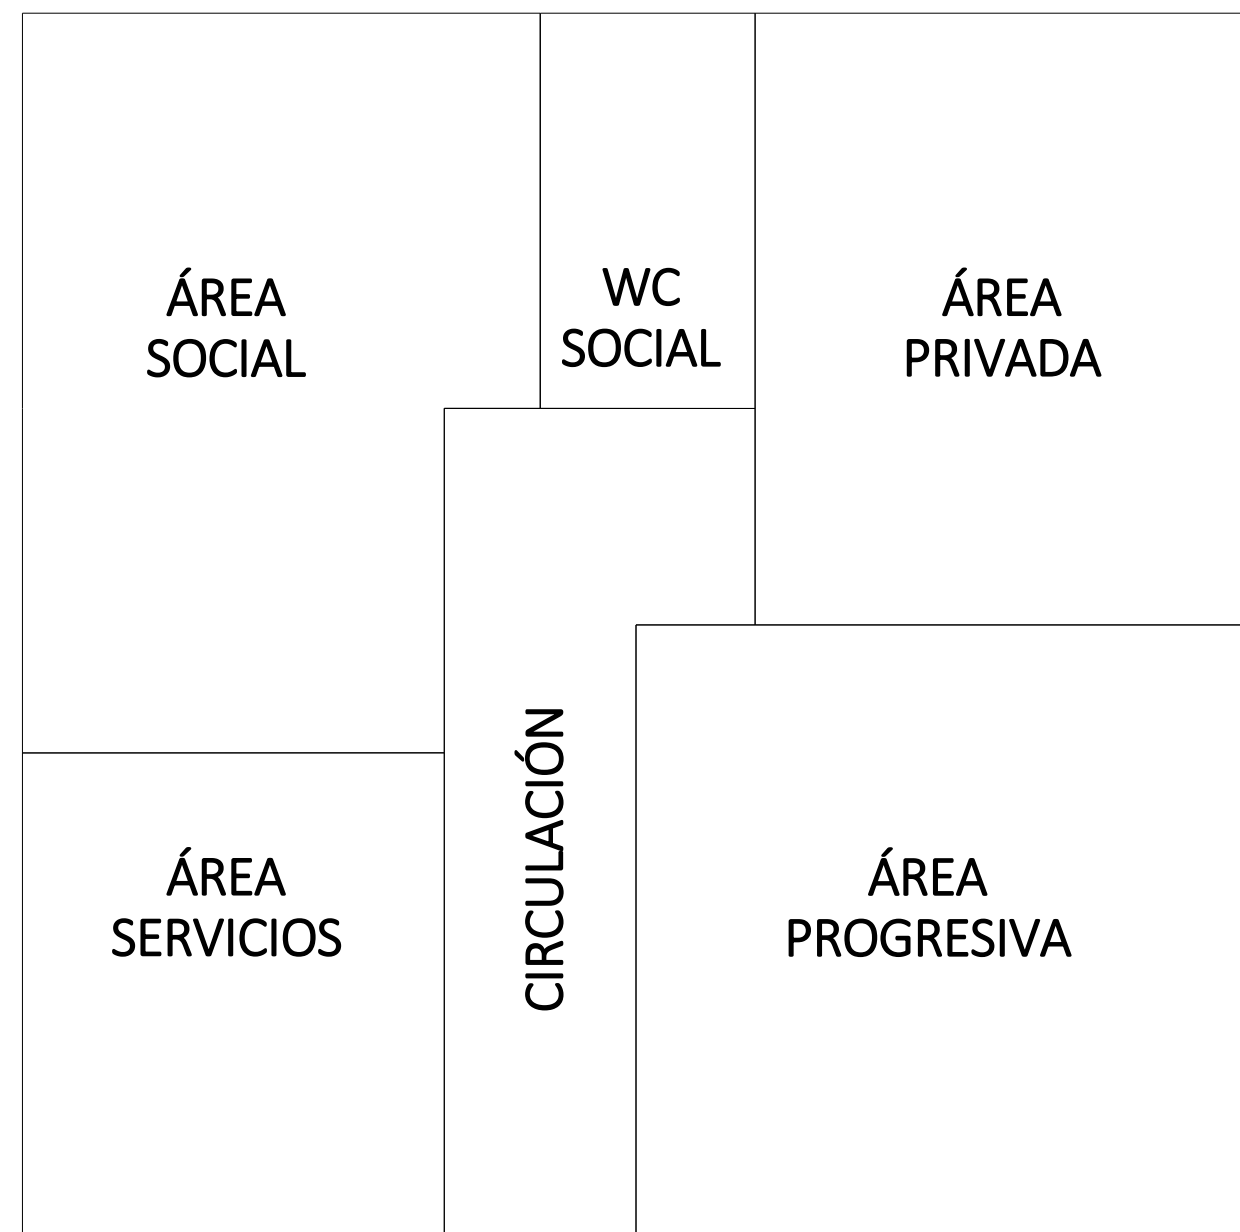 ÁREA
SOCIAL
WC
SOCIAL
ÁREA
PRIVADA
CIRCULACIÓN
ÁREA
SERVICIOS
ÁREA
PROGRESIVA